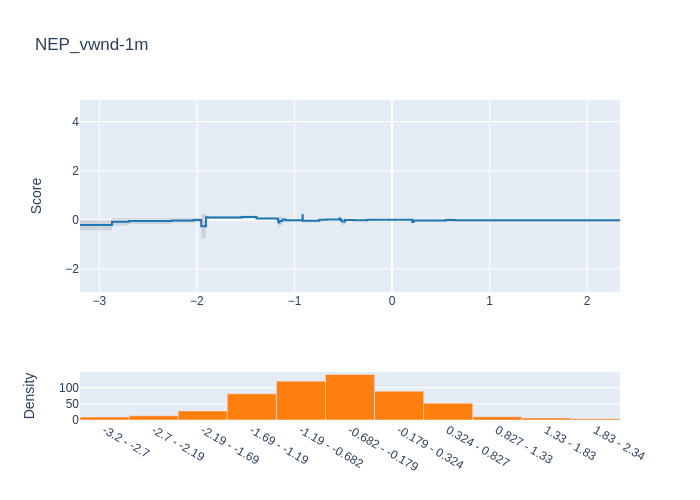 NEP_vwnd-1m
Score
4
2
0
−2
−3
−2
−1
0
1
2
Density
100
50
0
-3.2 - -2.7
-2.7 - -2.19
-2.19 - -1.69
-1.69 - -1.19
-1.19 - -0.682
-0.682 - -0.179
-0.179 - 0.324
0.324 - 0.827
0.827 - 1.33
1.33 - 1.83
1.83 - 2.34